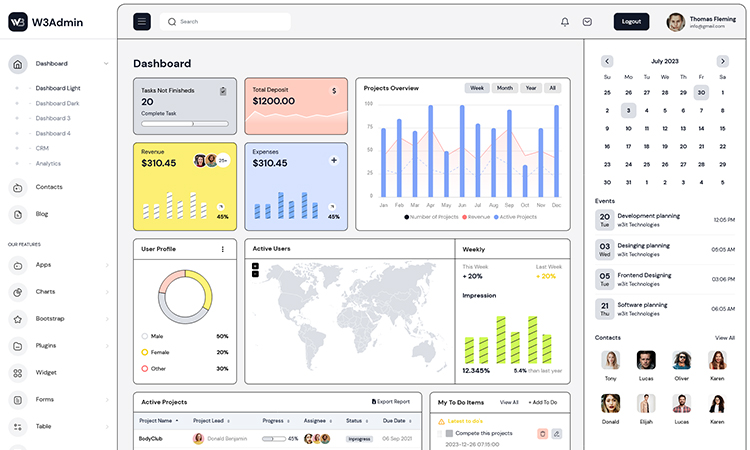 W3Admin
Search
Logout
Thomas Fleming
info@gmail.com
Dashboard
Dashboard Light
Dashboard Dark
Dashboard 3
Dashboard 4
CRM
Analytics
Contacts
Blog
OUR FEATURES
Apps
Charts
Bootstrap
Plugins
Widget
Forms
Table
Dashboard
Tasks Not Finisheds
20
Complete Task
Total Deposit
$
$1200.00
Revenue
$310.45
25+
45%
Expenses
$310.45
45%
Projects Overview
Week Month Year All
100
75
50
25
0
Jan Feb Mar Apr May Jun Jul Aug Sep Oct Nov Dec
Number of Projects Revenue Active Projects
User Profile
Male 50%
Female 20%
Other 30%
Active Users
+
-
Weekly
This Week Last Week
+ 20% + 20%
Impression
12.345% 5.4% than last year
Active Projects
Export Report
Project Name Project Lead Progress Assignee Status Due Date
BodyClub Donald Benjamin 45% Inprogress 06 Sep 2021
My To Do Items View All + Add To Do
Latest to do's
Compete this projects
2023-12-26 07:15:00
July 2023
Su Mo Tu We Th Fr Sa
25 26 27 28 29 30 1
2 3 4 5 6 7 8
9 10 11 12 13 14 15
16 17 18 19 20 21 22
23 24 25 26 27 28 29
30 31 1 2 3 4 5
Events
20
Tue
Development planning
w3it Technologies
12:05 PM
03
Wed
Desinging planning
w3it Technologies
05:05 AM
05
Tue
Frontend Designing
w3it Technologies
03:06 PM
21
Thu
Software planning
w3it Technologies
06:05 AM
Contacts View All
Tony Lucas Oliver Karen
Donald Elijah Lucas Karen